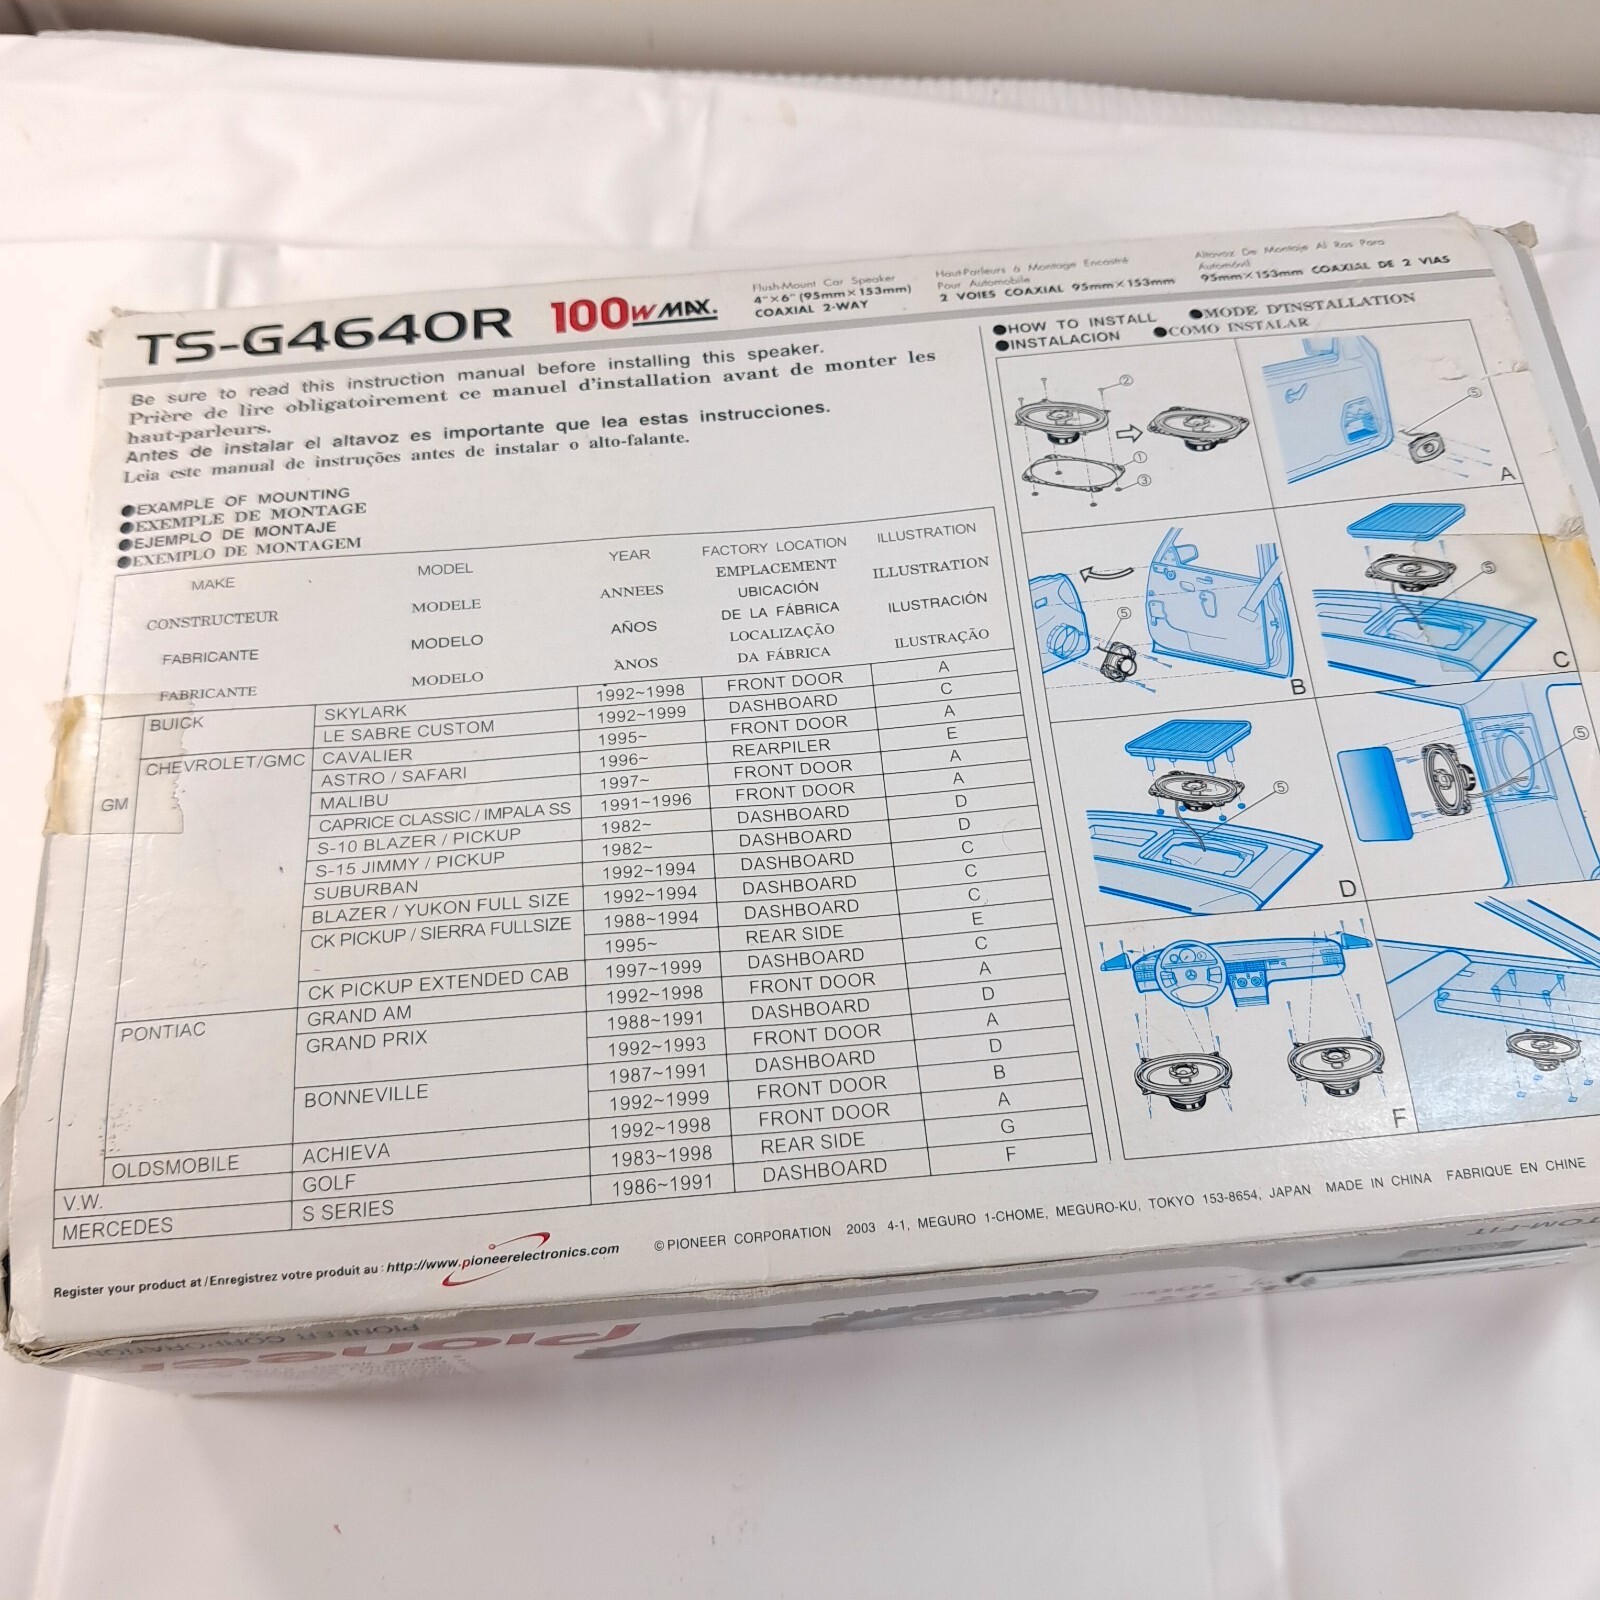 TS-G4640R 100W MAX.
Flush-Mount Car Speaker
4"×6" (95mm×153mm)
COAXIAL 2-WAY
Haut-Parleurs à Montage Encastré
Pour Automobile
2 VOIES COAXIAL 95mm×153mm
Altavoz De Montaje Al Ras Para
Automóvil
95mm×153mm COAXIAL DE 2 VIAS
Be sure to read this instruction manual before installing this speaker.
Prière de lire obligatoirement ce manuel d'installation avant de monter les
haut-parleurs.
Antes de instalar el altavoz es importante que lea estas instrucciones.
Leia este manual de instruções antes de instalar o alto-falante.
●EXAMPLE OF MOUNTING
●EXEMPLE DE MONTAGE
●EJEMPLO DE MONTAJE
●EXEMPLO DE MONTAGEM
MAKE MODEL YEAR FACTORY LOCATION ILLUSTRATION
CONSTRUCTEUR MODELE ANNEES EMPLACEMENT ILLUSTRATION
FABRICANTE MODELO AÑOS UBICACIÓN DE LA FÁBRICA ILUSTRACIÓN
FABRICANTE MODELO ANOS LOCALIZAÇÃO DA FÁBRICA ILUSTRAÇÃO
GM
BUICK SKYLARK 1992~1998 FRONT DOOR A
LE SABRE CUSTOM 1992~1999 DASHBOARD C
CHEVROLET/GMC CAVALIER 1995~ FRONT DOOR A
ASTRO / SAFARI 1996~ REARPILER E
MALIBU 1997~ FRONT DOOR A
CAPRICE CLASSIC / IMPALA SS 1991~1996 FRONT DOOR A
S-10 BLAZER / PICKUP 1982~ DASHBOARD D
S-15 JIMMY / PICKUP 1982~ DASHBOARD D
SUBURBAN 1992~1994 DASHBOARD C
BLAZER / YUKON FULL SIZE 1992~1994 DASHBOARD C
CK PICKUP / SIERRA FULLSIZE 1988~1994 DASHBOARD C
1995~ REAR SIDE E
CK PICKUP EXTENDED CAB 1997~1999 DASHBOARD C
PONTIAC GRAND AM 1992~1998 FRONT DOOR A
GRAND PRIX 1988~1991 DASHBOARD D
1992~1993 FRONT DOOR A
BONNEVILLE 1987~1991 DASHBOARD D
1992~1999 FRONT DOOR B
OLDSMOBILE ACHIEVA 1992~1998 FRONT DOOR A
V.W. GOLF 1983~1998 REAR SIDE G
MERCEDES S SERIES 1986~1991 DASHBOARD F
●HOW TO INSTALL ●MODE D'INSTALLATION
●INSTALACION ●COMO INSTALAR
②
①
③
⑤
A
⑤
B
⑤
C
⑤
D
⑤
F
Register your product at / Enregistrez votre produit au : http://www.pioneerelectronics.com
© PIONEER CORPORATION 2003 4-1, MEGURO 1-CHOME, MEGURO-KU, TOKYO 153-8654, JAPAN MADE IN CHINA FABRIQUE EN CHINE
PIONEER CORPORATION
Pioneer